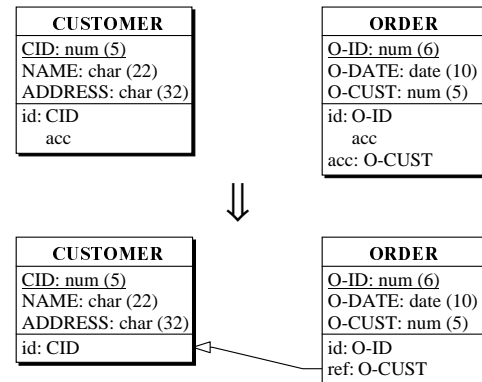 CUSTOMER
CID: num (5)
NAME: char (22)
ADDRESS: char (32)
id: CID
acc
ORDER
O-ID: num (6)
O-DATE: date (10)
O-CUST: num (5)
id: O-ID
acc
acc: O-CUST
CUSTOMER
CID: num (5)
NAME: char (22)
ADDRESS: char (32)
id: CID
ORDER
O-ID: num (6)
O-DATE: date (10)
O-CUST: num (5)
id: O-ID
ref: O-CUST